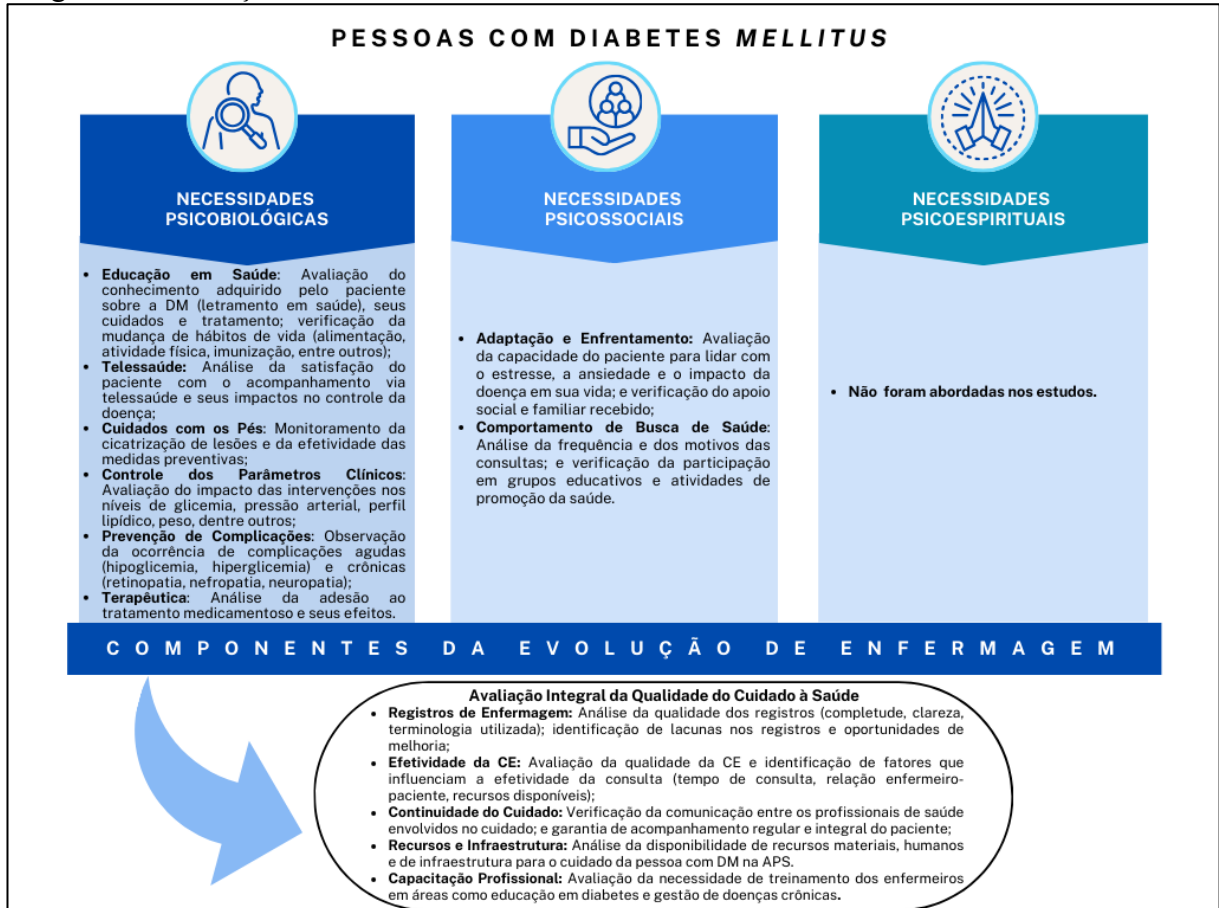 PESSOAS COM DIABETES MELLITUS
NECESSIDADES
PSICOBIOLÓGICAS
• Educação em Saúde: Avaliação do
conhecimento adquirido pelo paciente
sobre a DM (letramento em saúde), seus
cuidados e tratamento; verificação da
mudança de hábitos de vida (alimentação,
atividade física, imunização, entre outros);
• Telessaúde: Análise da satisfação do
paciente com o acompanhamento via
telessaúde e seus impactos no controle da
doença;
• Cuidados com os Pés: Monitoramento da
cicatrização de lesões e da efetividade das
medidas preventivas;
• Controle dos Parâmetros Clínicos:
Avaliação do impacto das intervenções nos
níveis de glicemia, pressão arterial, perfil
lipídico, peso, dentre outros;
• Prevenção de Complicações: Observação
da ocorrência de complicações agudas
(hipoglicemia, hiperglicemia) e crônicas
(retinopatia, nefropatia, neuropatia);
• Terapêutica: Análise da adesão ao
tratamento medicamentoso e seus efeitos.
NECESSIDADES
PSICOSSOCIAIS
• Adaptação e Enfrentamento: Avaliação
da capacidade do paciente para lidar com
o estresse, a ansiedade e o impacto da
doença em sua vida; e verificação do apoio
social e familiar recebido;
• Comportamento de Busca de Saúde:
Análise da frequência e dos motivos das
consultas; e verificação da participação
em grupos educativos e atividades de
promoção da saúde.
NECESSIDADES
PSICOESPIRITUAIS
• Não foram abordadas nos estudos.
COMPONENTES DA EVOLUÇÃO DE ENFERMAGEM
Avaliação Integral da Qualidade do Cuidado à Saúde
• Registros de Enfermagem: Análise da qualidade dos registros (completude, clareza,
terminologia utilizada); identificação de lacunas nos registros e oportunidades de
melhoria;
• Efetividade da CE: Avaliação da qualidade da CE e identificação de fatores que
influenciam a efetividade da consulta (tempo de consulta, relação enfermeiro-
paciente, recursos disponíveis);
• Continuidade do Cuidado: Verificação da comunicação entre os profissionais de saúde
envolvidos no cuidado; e garantia de acompanhamento regular e integral do paciente;
• Recursos e Infraestrutura: Análise da disponibilidade de recursos materiais, humanos
e de infraestrutura para o cuidado da pessoa com DM na APS.
• Capacitação Profissional: Avaliação da necessidade de treinamento dos enfermeiros
em áreas como educação em diabetes e gestão de doenças crônicas.